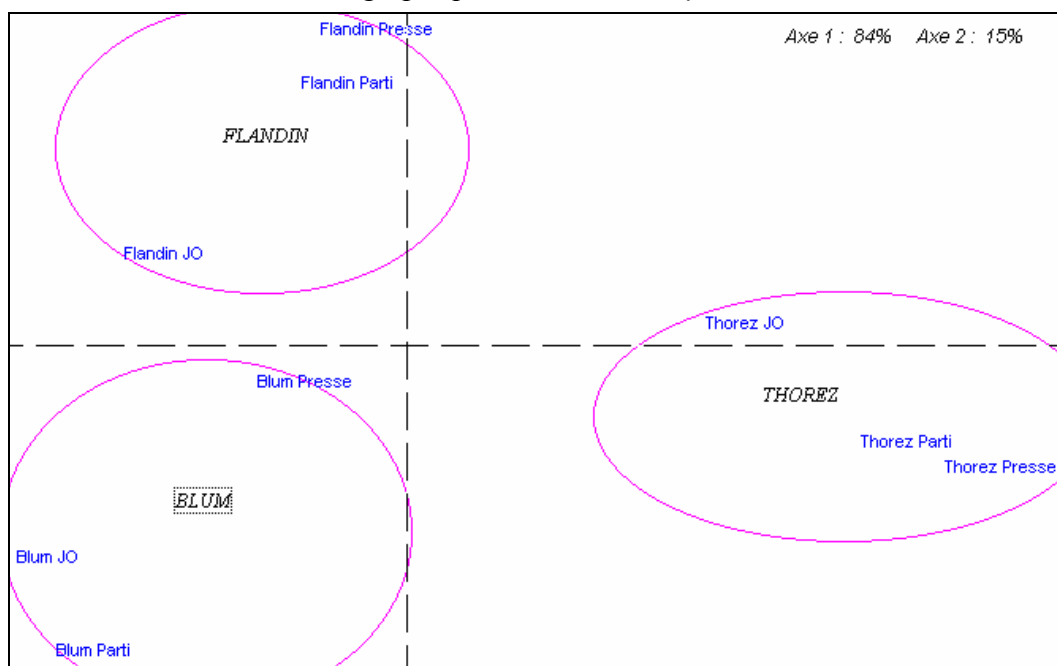 Flandin Presse
Axe 1 : 84% Axe 2 : 15%
Flandin Parti
FLANDIN
Flandin JO
Thorez JO
Blum Presse
THOREZ
Thorez Parti
Thorez Presse
BLUM
Blum JO
Blum Parti